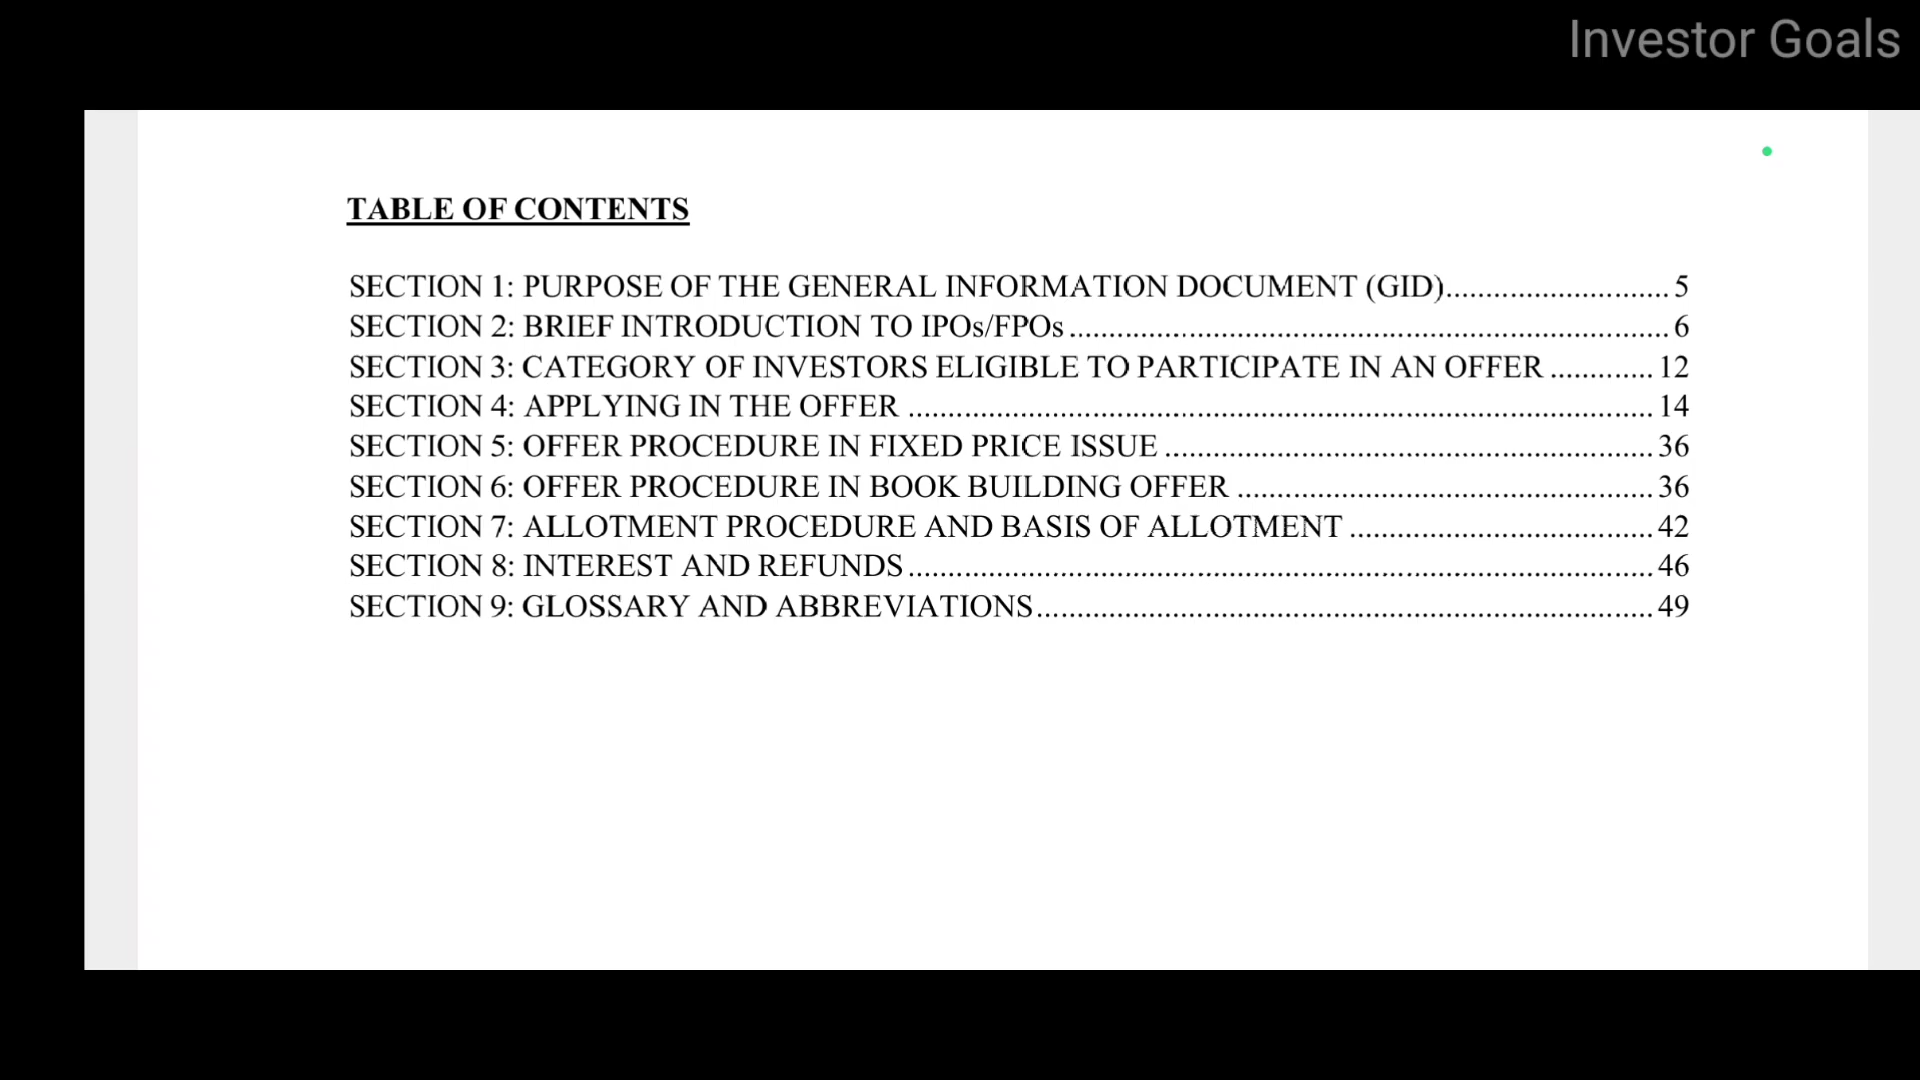 Investor Goals
TABLE OF CONTENTS
SECTION 1: PURPOSE OF THE GENERAL INFORMATION DOCUMENT (GID)............................ 5
SECTION 2: BRIEF INTRODUCTION TO IPOs/FPOs........................................................................... 6
SECTION 3: CATEGORY OF INVESTORS ELIGIBLE TO PARTICIPATE IN AN OFFER ............. 12
SECTION 4: APPLYING IN THE OFFER .............................................................................................. 14
SECTION 5: OFFER PROCEDURE IN FIXED PRICE ISSUE ............................................................. 36
SECTION 6: OFFER PROCEDURE IN BOOK BUILDING OFFER .................................................... 36
SECTION 7: ALLOTMENT PROCEDURE AND BASIS OF ALLOTMENT ...................................... 42
SECTION 8: INTEREST AND REFUNDS.............................................................................................. 46
SECTION 9: GLOSSARY AND ABBREVIATIONS.............................................................................. 49